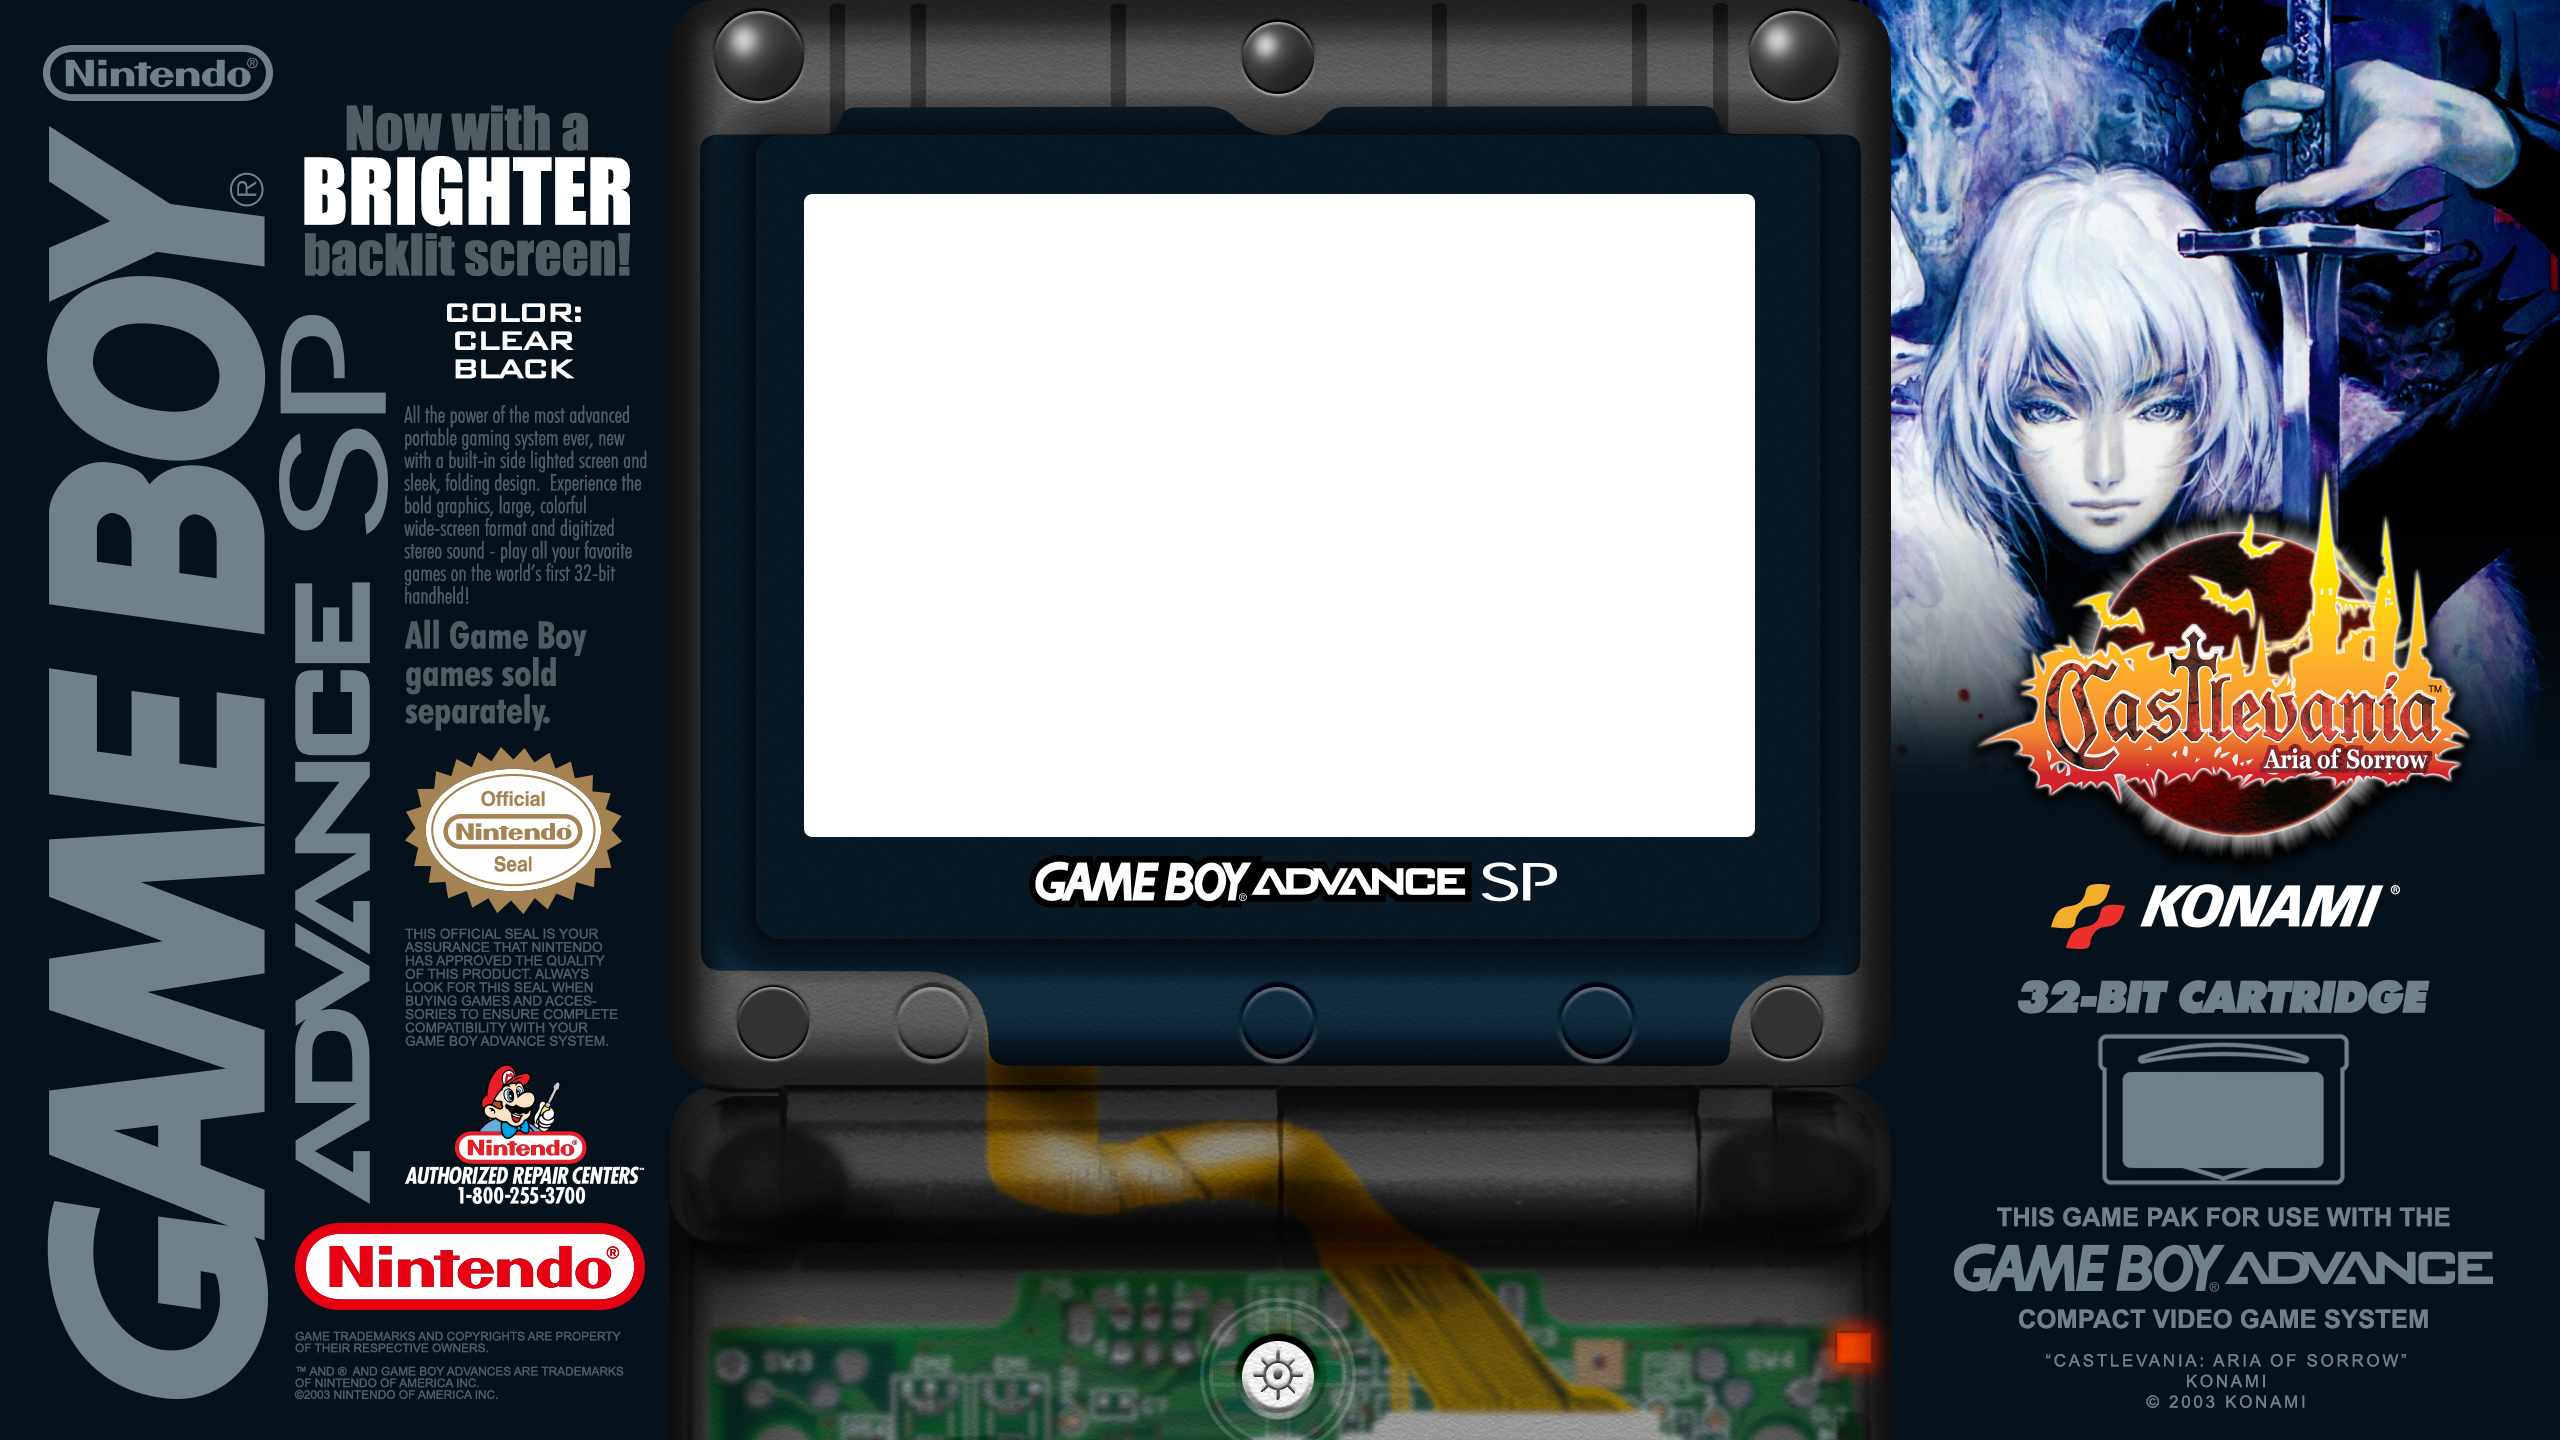 Nintendo®
GAME BOY®
ADVANCE SP
Now with a
BRIGHTER
backlit screen!
COLOR:
CLEAR
BLACK
All the power of the most advanced
portable gaming system ever, new
with a built-in side lighted screen and
sleek, folding design. Experience the
bold graphics, large, colorful
wide-screen format and digitized
stereo sound - play all your favorite
games on the world's first 32-bit
handheld!
All Game Boy
games sold
separately.
Official
Nintendo
Seal
THIS OFFICIAL SEAL IS YOUR
ASSURANCE THAT NINTENDO
HAS APPROVED THE QUALITY
OF THIS PRODUCT. ALWAYS
LOOK FOR THIS SEAL WHEN
BUYING GAMES AND ACCES-
SORIES TO ENSURE COMPLETE
COMPATIBILITY WITH YOUR
GAME BOY ADVANCE SYSTEM.
Nintendo®
AUTHORIZED REPAIR CENTERS™
1-800-255-3700
Nintendo®
GAME TRADEMARKS AND COPYRIGHTS ARE PROPERTY
OF THEIR RESPECTIVE OWNERS.
™ AND ® AND GAME BOY ADVANCES ARE TRADEMARKS
OF NINTENDO OF AMERICA INC.
©2003 NINTENDO OF AMERICA INC.
GAME BOY® ADVANCE SP
Castlevania™
Aria of Sorrow
KONAMI®
32-BIT CARTRIDGE
THIS GAME PAK FOR USE WITH THE
GAME BOY® ADVANCE
COMPACT VIDEO GAME SYSTEM
“CASTLEVANIA: ARIA OF SORROW”
KONAMI
© 2003 KONAMI